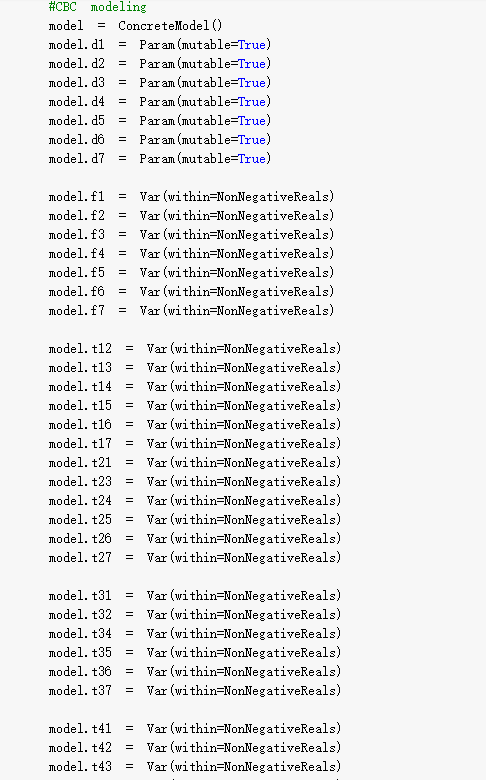 #CBC  modeling
model  =  ConcreteModel()
model.d1  =  Param(mutable=True)
model.d2  =  Param(mutable=True)
model.d3  =  Param(mutable=True)
model.d4  =  Param(mutable=True)
model.d5  =  Param(mutable=True)
model.d6  =  Param(mutable=True)
model.d7  =  Param(mutable=True)
model.f1  =  Var(within=NonNegativeReals)
model.f2  =  Var(within=NonNegativeReals)
model.f3  =  Var(within=NonNegativeReals)
model.f4  =  Var(within=NonNegativeReals)
model.f5  =  Var(within=NonNegativeReals)
model.f6  =  Var(within=NonNegativeReals)
model.f7  =  Var(within=NonNegativeReals)
model.t12  =  Var(within=NonNegativeReals)
model.t13  =  Var(within=NonNegativeReals)
model.t14  =  Var(within=NonNegativeReals)
model.t15  =  Var(within=NonNegativeReals)
model.t16  =  Var(within=NonNegativeReals)
model.t17  =  Var(within=NonNegativeReals)
model.t21  =  Var(within=NonNegativeReals)
model.t23  =  Var(within=NonNegativeReals)
model.t24  =  Var(within=NonNegativeReals)
model.t25  =  Var(within=NonNegativeReals)
model.t26  =  Var(within=NonNegativeReals)
model.t27  =  Var(within=NonNegativeReals)
model.t31  =  Var(within=NonNegativeReals)
model.t32  =  Var(within=NonNegativeReals)
model.t34  =  Var(within=NonNegativeReals)
model.t35  =  Var(within=NonNegativeReals)
model.t36  =  Var(within=NonNegativeReals)
model.t37  =  Var(within=NonNegativeReals)
model.t41  =  Var(within=NonNegativeReals)
model.t42  =  Var(within=NonNegativeReals)
model.t43  =  Var(within=NonNegativeReals)